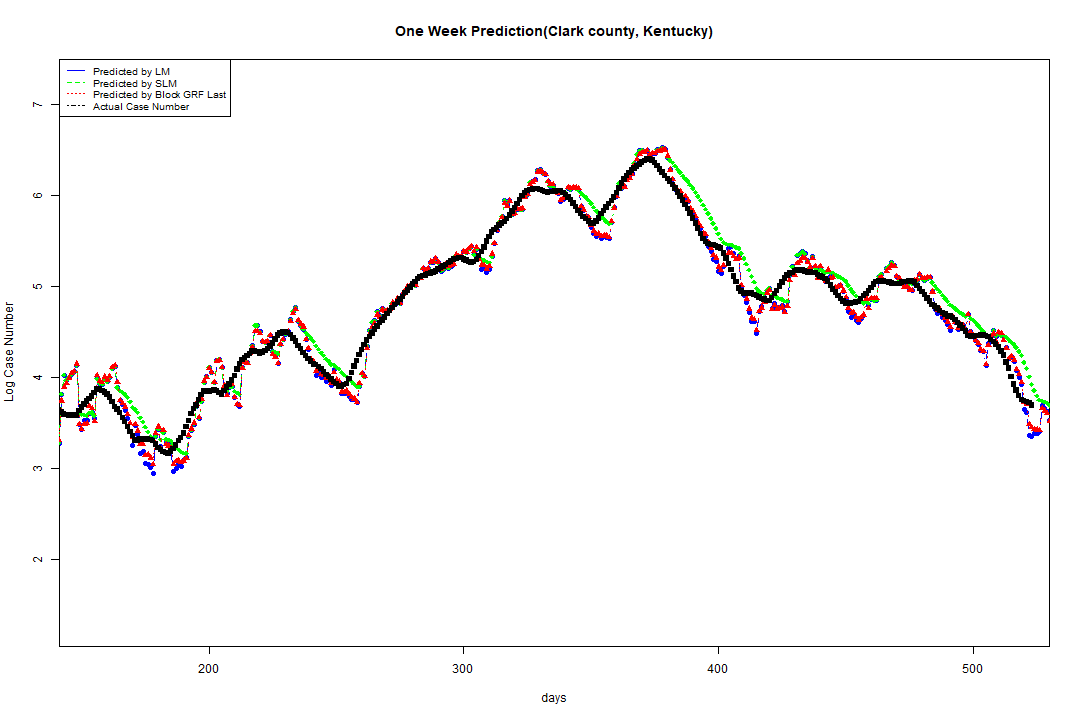 One Week Prediction(Clark county, Kentucky)
Predicted by LM
Predicted by SLM
Predicted by Block GRF Last
Actual Case Number
7
6
5
4
3
2
Log Case Number
200 300 400 500
days